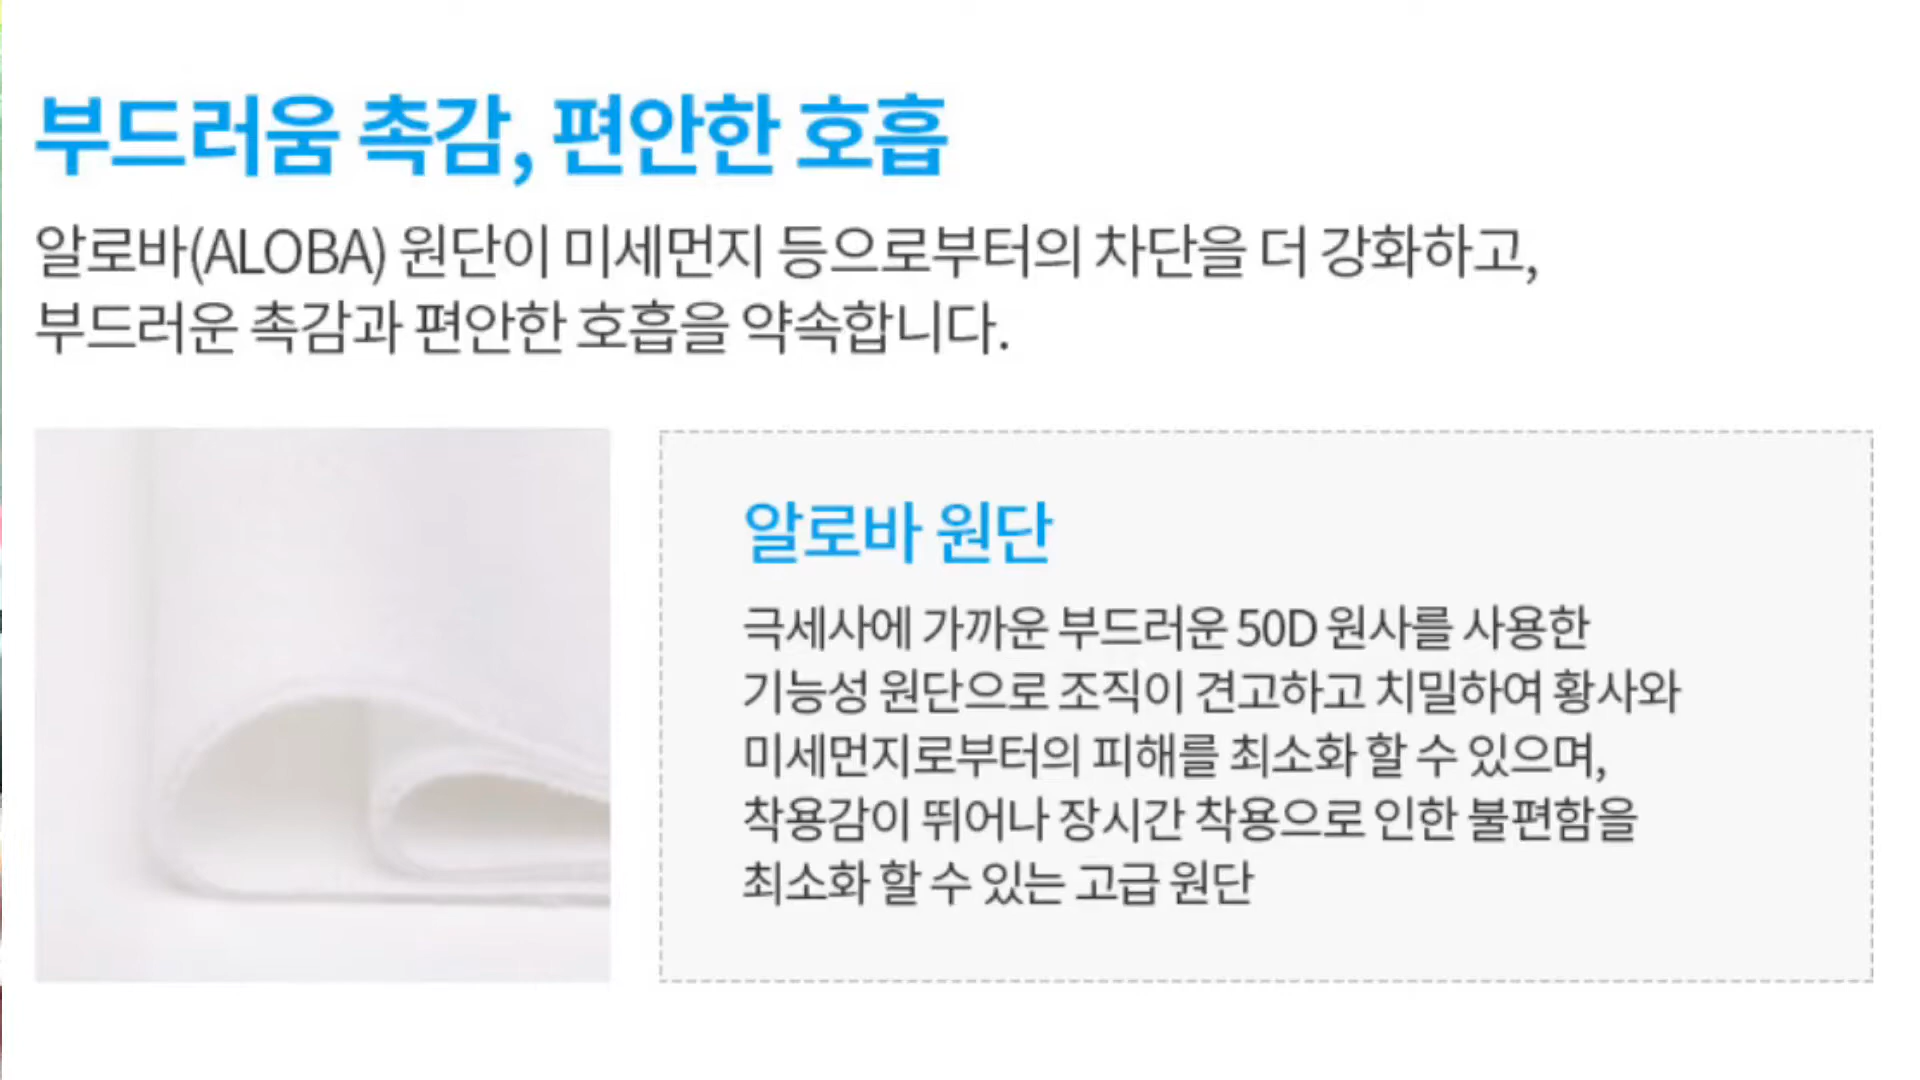 부드러움 촉감, 편안한 호흡
알로바(ALOBA) 원단이 미세먼지 등으로부터의 차단을 더 강화하고,
부드러운 촉감과 편안한 호흡을 약속합니다.
알로바 원단
극세사에 가까운 부드러운 50D 원사를 사용한
기능성 원단으로 조직이 견고하고 치밀하여 황사와
미세먼지로부터의 피해를 최소화 할 수 있으며,
착용감이 뛰어나 장시간 착용으로 인한 불편함을
최소화 할 수 있는 고급 원단